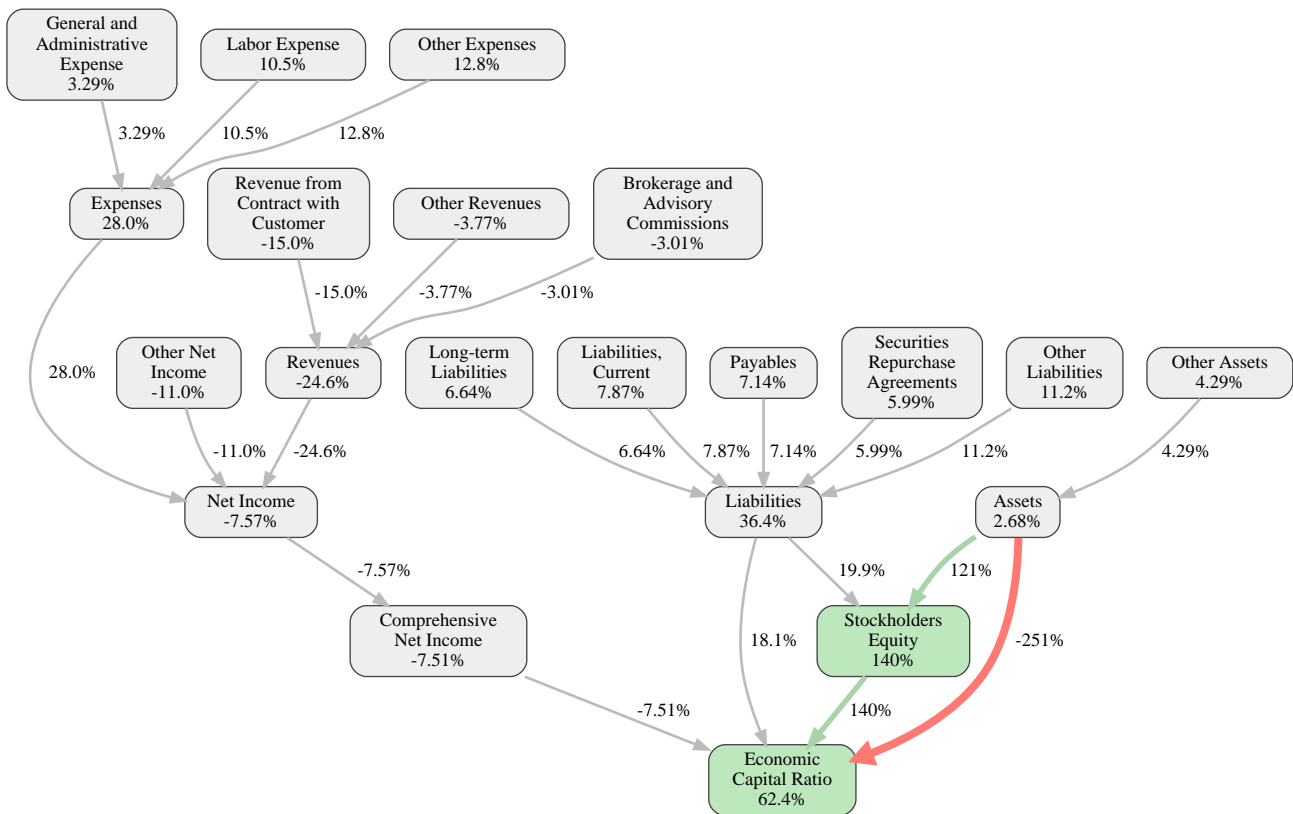 General and
Administrative
Expense
3.29%
Labor Expense
10.5%
Other Expenses
12.8%
3.29%
10.5%
12.8%
Expenses
28.0%
Revenue from
Contract with
Customer
-15.0%
Other Revenues
-3.77%
Brokerage and
Advisory
Commissions
-3.01%
-15.0%
-3.77%
-3.01%
28.0%
Other Net
Income
-11.0%
Revenues
-24.6%
Long-term
Liabilities
6.64%
Liabilities,
Current
7.87%
Payables
7.14%
Securities
Repurchase
Agreements
5.99%
Other
Liabilities
11.2%
Other Assets
4.29%
-11.0%
-24.6%
6.64%
7.87%
7.14%
5.99%
11.2%
4.29%
Net Income
-7.57%
Liabilities
36.4%
Assets
2.68%
-7.57%
19.9%
121%
Comprehensive
Net Income
-7.51%
18.1%
Stockholders
Equity
140%
-251%
-7.51%
140%
Economic
Capital Ratio
62.4%